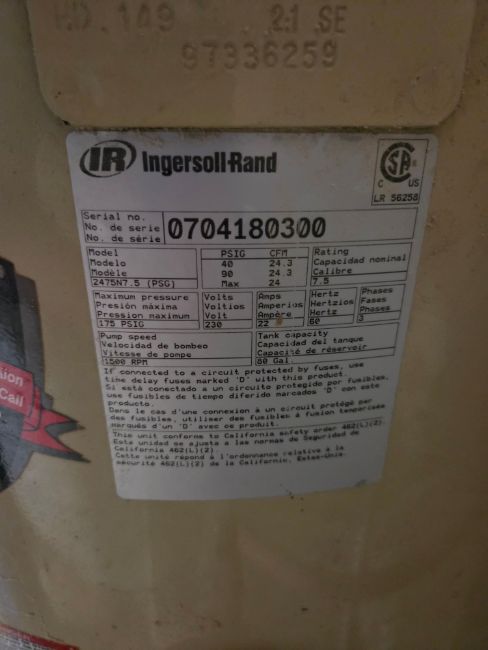 HD .149 2:1 SE
97336259
IR Ingersoll-Rand
CSA
C US
LR 56258
Serial no.
No. de serie
No. de série
0704180300
Model
Modelo
Modèle
2475N7.5 (PSG)
PSIG CFM
40 24.3
90 24.3
Max 24
Rating
Capacidad nominal
Calibre
7.5
Maximum pressure
Presión máxima
Pression maximum
175 PSIG
Volts
Voltios
Volt
230
Amps
Amperios
Ampère
22
Hertz
Hertzios
Hertz
60
Phases
Fases
Phases
3
Pump speed
Velocidad de bombeo
Vitesse de pompe
1500 RPM
Tank capacity
Capacidad del tanque
Capacité de réservoir
80 Gal.
If connected to a circuit protected by fuses, use
time delay fuses marked 'D' with this product.
Si está conectado a un circuito protegido por fusibles,
use fusibles de tiempo diferido marcados 'D' con este
producto.
Dans le cas d'une connexion à un circuit protégé par
des fusibles, utiliser des fusibles à fusion temporisée
marqués d'un 'D' avec ce produit.
This unit conforms to California safety order 462(L)(2).
Esta unidad se ajusta a las normas de Seguridad de
California 462(L)(2).
Cette unité répond à l'ordonnance relative à la
sécurité 462(L)(2) de la Californie, Etats-Unis.
sion
Call